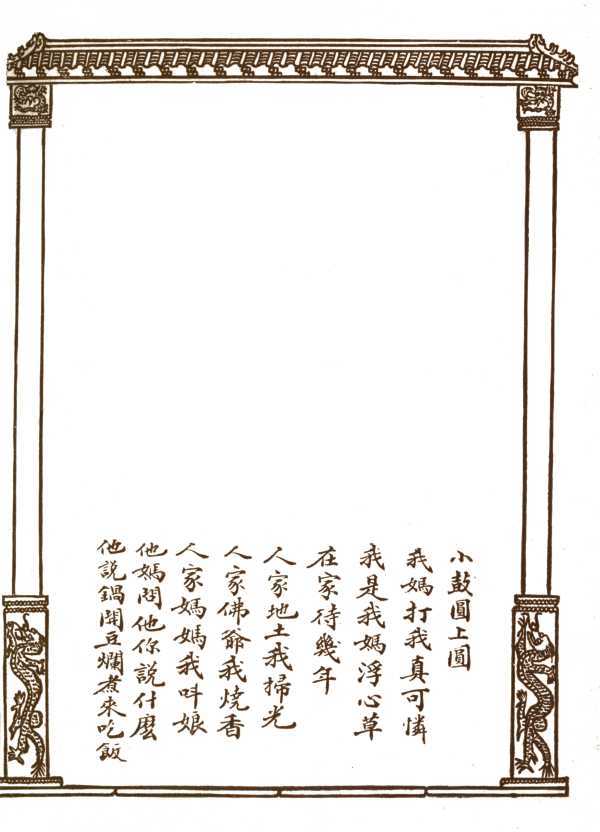 小鼓圓上圓
我媽打我真可憐
我是我媽浮心草
在家待幾年
人家地土我掃光
人家佛爺我燒香
人家媽媽我叫娘
他媽問他你說什麼
他說鍋開豆爛煮來吃飯